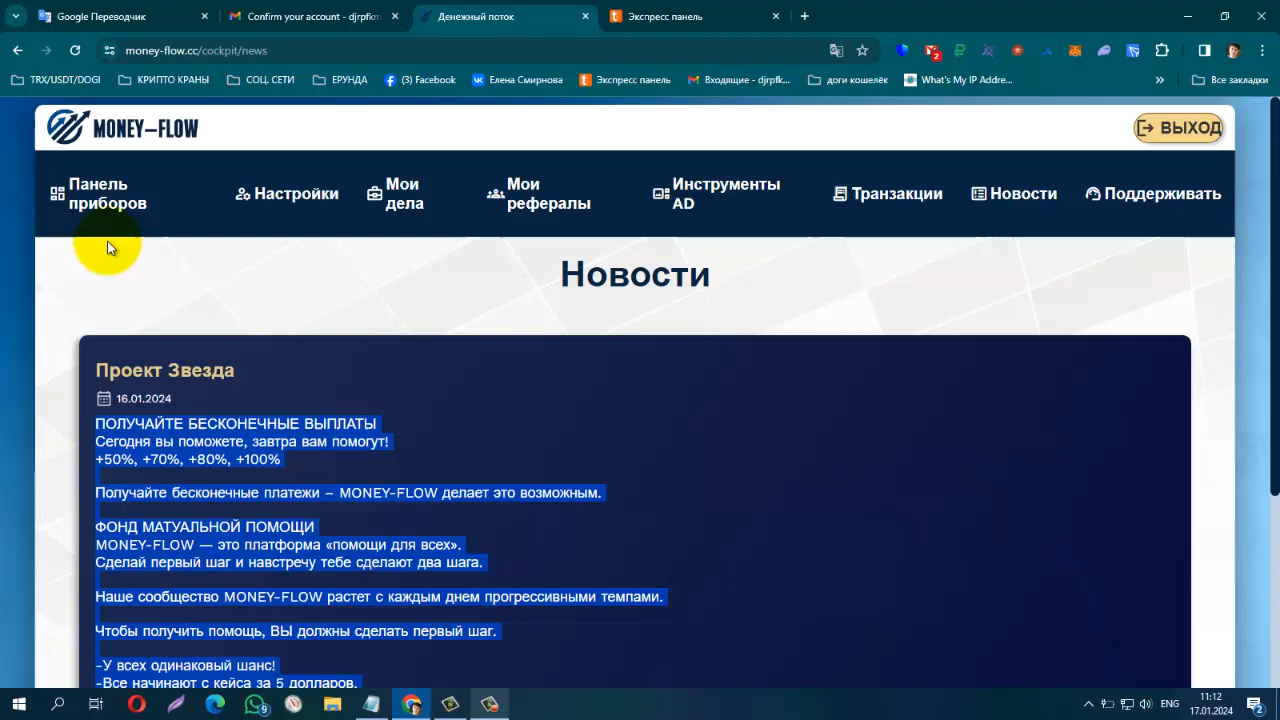 Google Переводчик
Confirm your account - djrpfkm
Денежный поток
Экспресс панель
money-flow.cc/cockpit/news
TRX/USDT/DOGI
КРИПТО КРАНЫ
СОЦ. СЕТИ
ЕРУНДА
(3) Facebook
Елена Смирнова
Экспресс панель
Входящие - djrpfk...
доги кошелёк
What's My IP Addre...
Все закладки
MONEY-FLOW
ВЫХОД
Панель
приборов
Настройки
Мои
дела
Мои
рефералы
Инструменты
AD
Транзакции
Новости
Поддерживать
Новости
Проект Звезда
16.01.2024
ПОЛУЧАЙТЕ БЕСКОНЕЧНЫЕ ВЫПЛАТЫ
Сегодня вы поможете, завтра вам помогут!
+50%, +70%, +80%, +100%
Получайте бесконечные платежи – MONEY-FLOW делает это возможным.
ФОНД МАТУАЛЬНОЙ ПОМОЩИ
MONEY-FLOW — это платформа «помощи для всех».
Сделай первый шаг и навстречу тебе сделают два шага.
Наше сообщество MONEY-FLOW растет с каждым днем прогрессивными темпами.
Чтобы получить помощь, ВЫ должны сделать первый шаг.
-У всех одинаковый шанс!
-Все начинают с кейса за 5 долларов.
2
9
ENG
11:12
17.01.2024
2